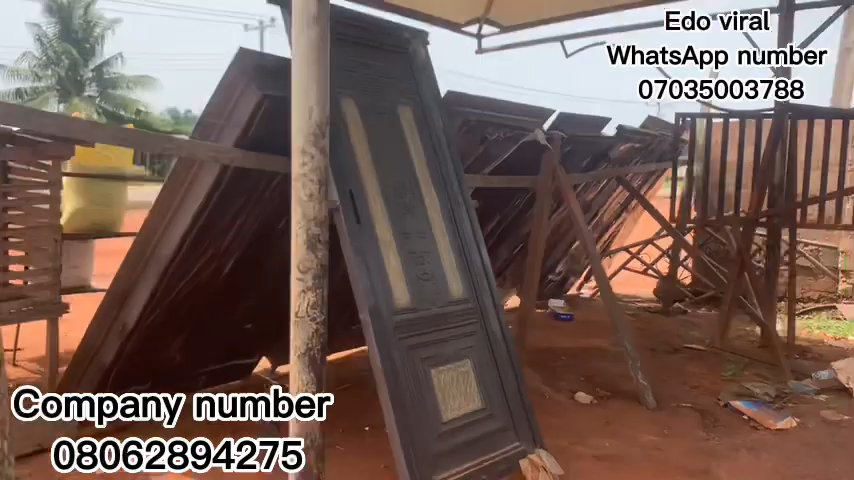 Edo viral
WhatsApp number
07035003788
Company number
08062894275